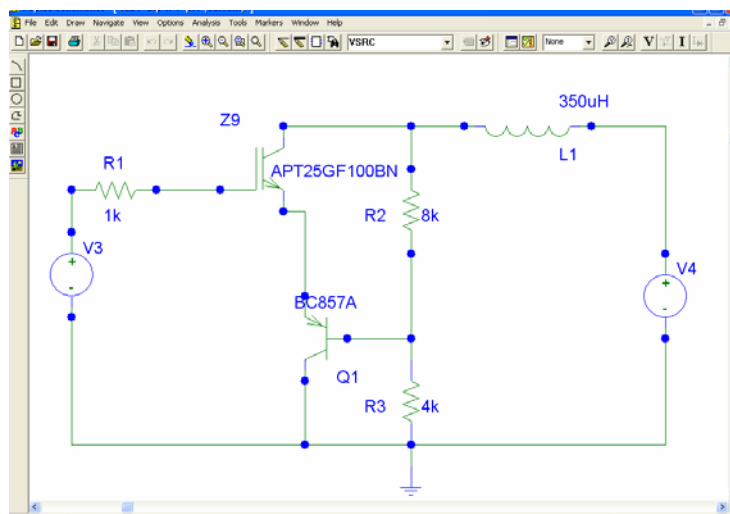 File Edit Draw Navigate View Options Analysis Tools Markers Window Help
VSRC None V I
350uH
Z9
L1
R1
APT25GF100BN
1k
R2 8k
V3
+
-
V4
+
-
BC857A
Q1
R3 4k